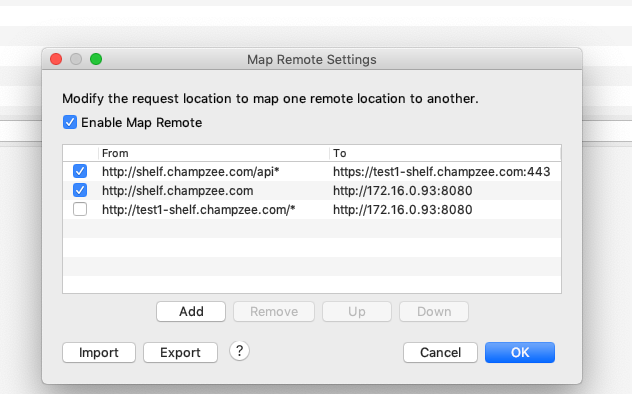 Map Remote Settings
Modify the request location to map one remote location to another.
Enable Map Remote
From To
http://shelf.champzee.com/api* https://test1-shelf.champzee.com:443
http://shelf.champzee.com http://172.16.0.93:8080
http://test1-shelf.champzee.com/* http://172.16.0.93:8080
Add Remove Up Down
Import Export ? Cancel OK